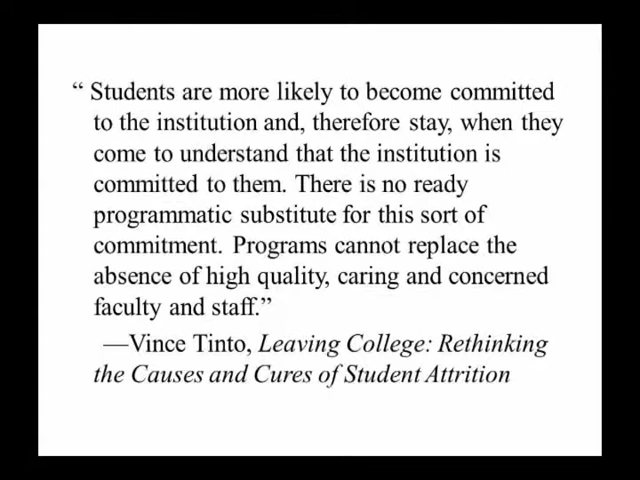 “ Students are more likely to become committed
to the institution and, therefore stay, when they
come to understand that the institution is
committed to them. There is no ready
programmatic substitute for this sort of
commitment. Programs cannot replace the
absence of high quality, caring and concerned
faculty and staff.”
—Vince Tinto, Leaving College: Rethinking
the Causes and Cures of Student Attrition